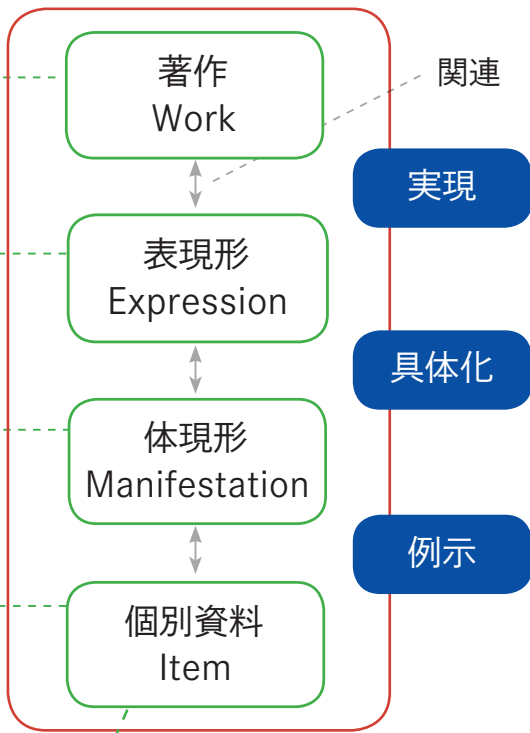 著作
Work
関連
実現
表現形
Expression
具体化
体現形
Manifestation
例示
個別資料
Item